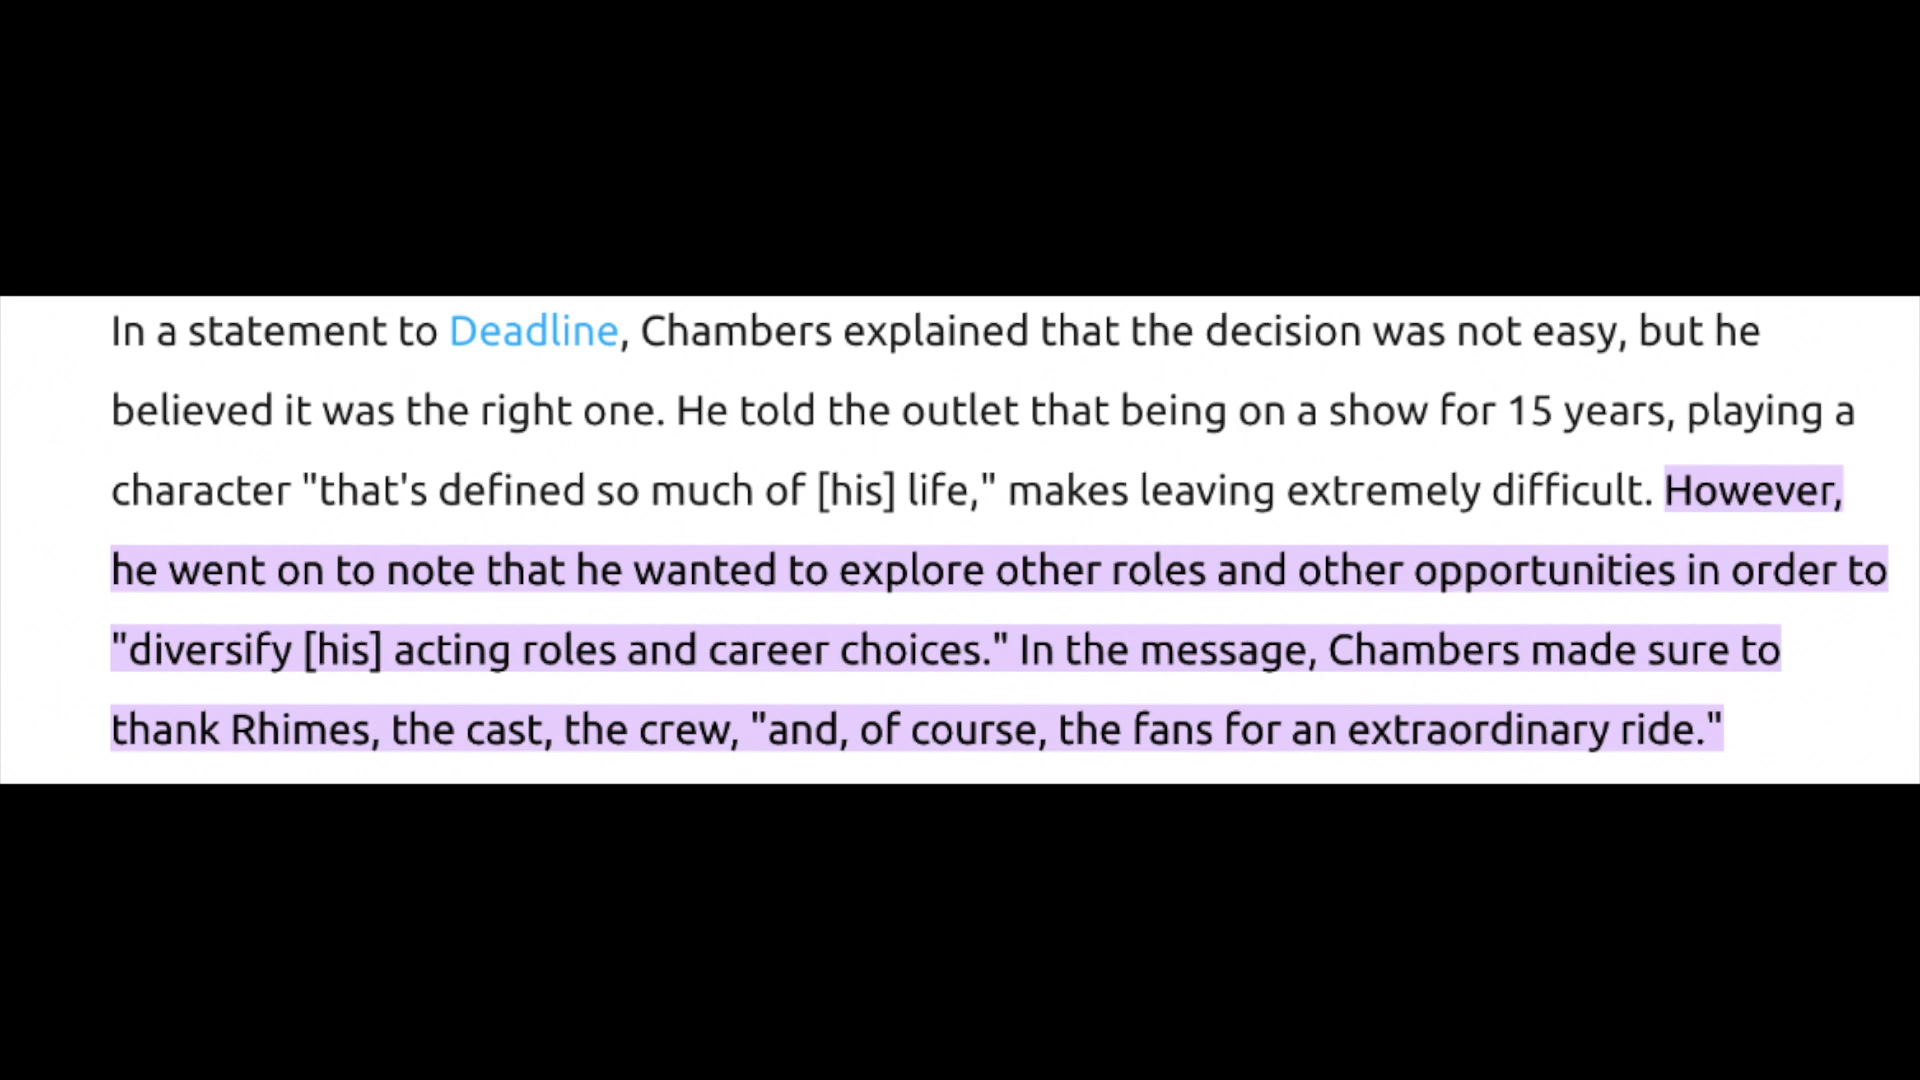 In a statement to Deadline, Chambers explained that the decision was not easy, but he
believed it was the right one. He told the outlet that being on a show for 15 years, playing a
character "that's defined so much of [his] life," makes leaving extremely difficult. However,
he went on to note that he wanted to explore other roles and other opportunities in order to
"diversify [his] acting roles and career choices." In the message, Chambers made sure to
thank Rhimes, the cast, the crew, "and, of course, the fans for an extraordinary ride."